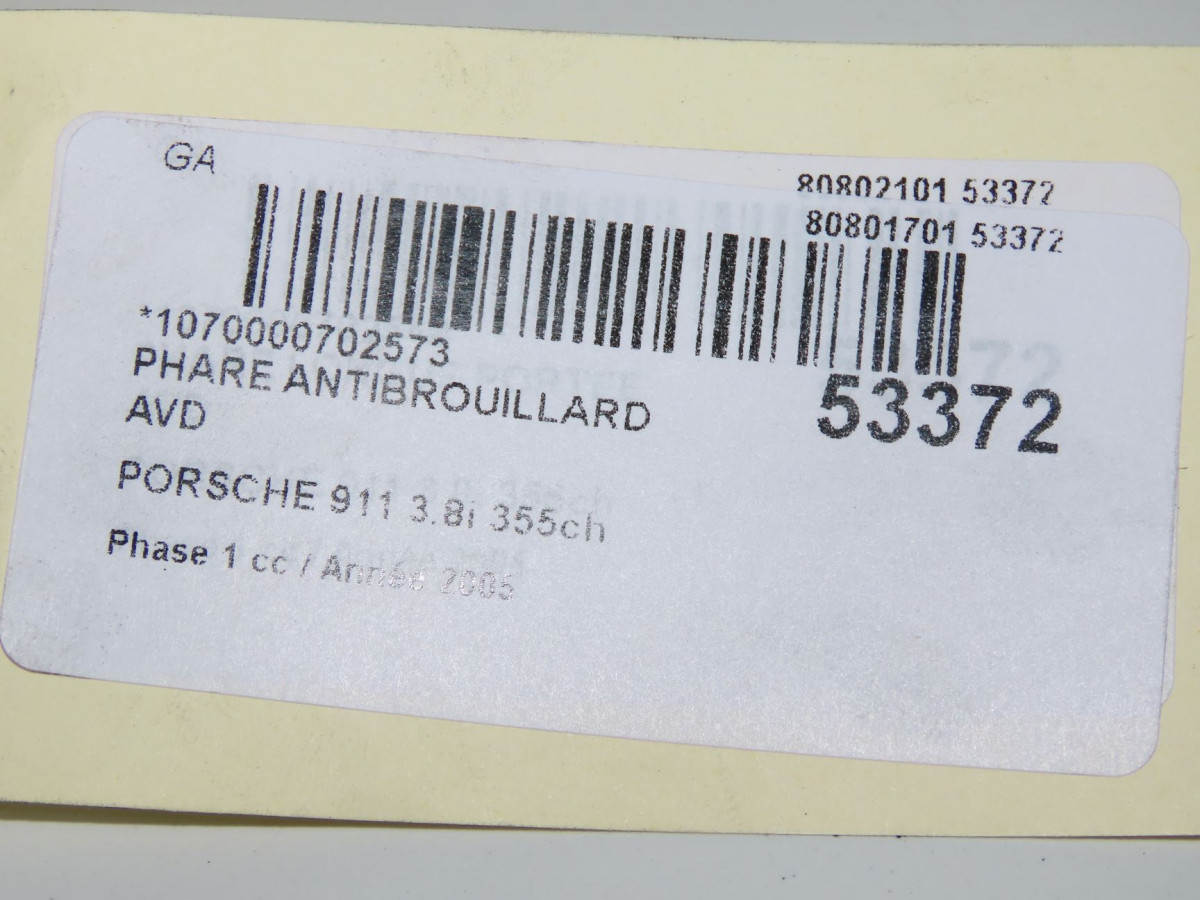 GA
80802101 53372
80801701 53372
*1070000702573
PHARE ANTIBROUILLARD
AVD
53372
PORSCHE 911 3.8i 355ch
Phase 1 cc / Année 2005